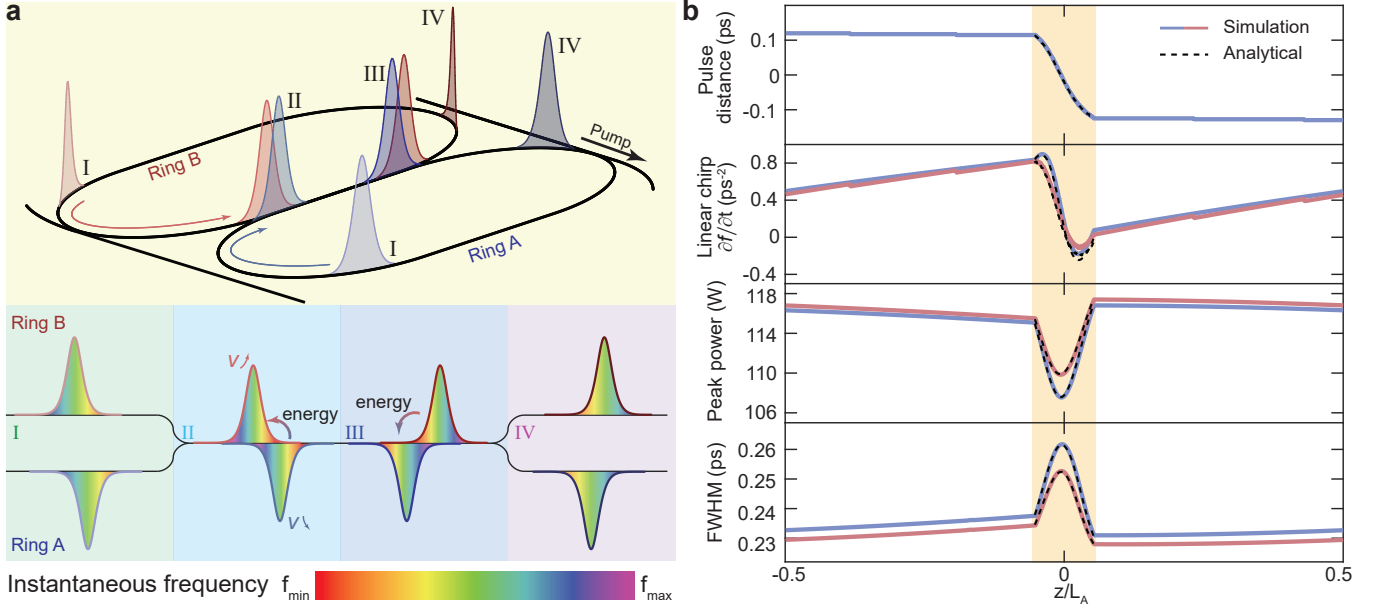 a
IV
IV
III
II
I
Pump
Ring B
I
Ring A
Ring B
V
energy
energy
I
II
III
IV
V
Ring A
Instantaneous frequency f_min f_max
b
Pulse
distance (ps)
0.1
0
-0.1
Simulation
Analytical
Linear chirp
∂f/∂t (ps⁻²)
0.8
0.4
0
-0.4
Peak power (W)
118
114
110
106
FWHM (ps)
0.26
0.25
0.24
0.23
-0.5
0
0.5
z/L_A